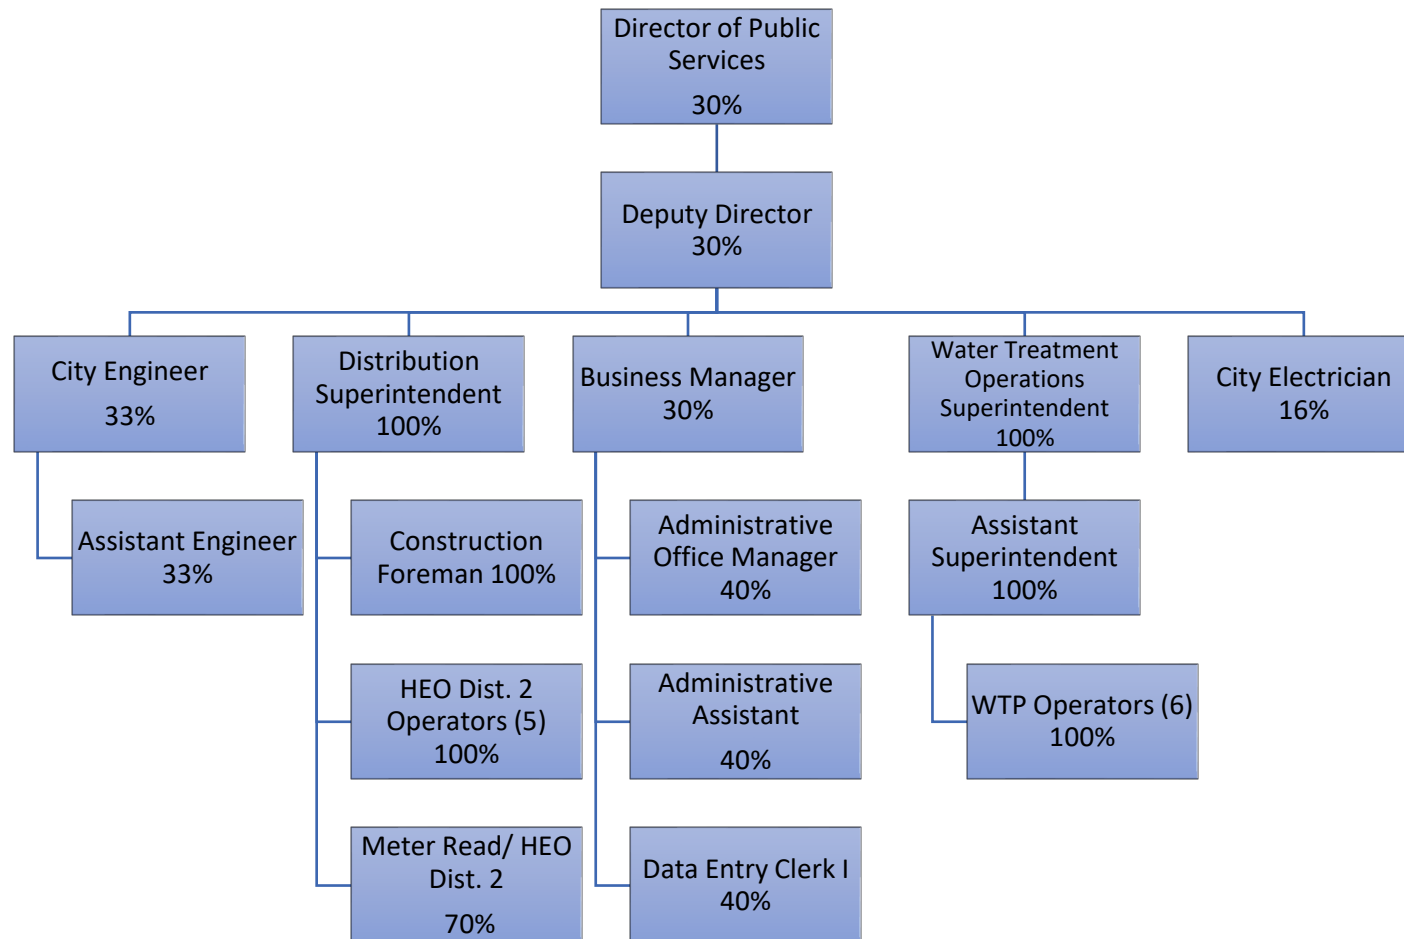 Director of Public
Services
30%
Deputy Director
30%
City Engineer
33%
Distribution
Superintendent
100%
Business Manager
30%
Water Treatment
Operations
Superintendent
100%
City Electrician
16%
Assistant Engineer
33%
Construction
Foreman 100%
Administrative
Office Manager
40%
Assistant
Superintendent
100%
HEO Dist. 2
Operators (5)
100%
Administrative
Assistant
40%
WTP Operators (6)
100%
Meter Read/ HEO
Dist. 2
70%
Data Entry Clerk I
40%